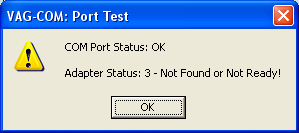 VAG-COM: Port Test
COM Port Status: OK
Adapter Status: 3 - Not Found or Not Ready!
OK